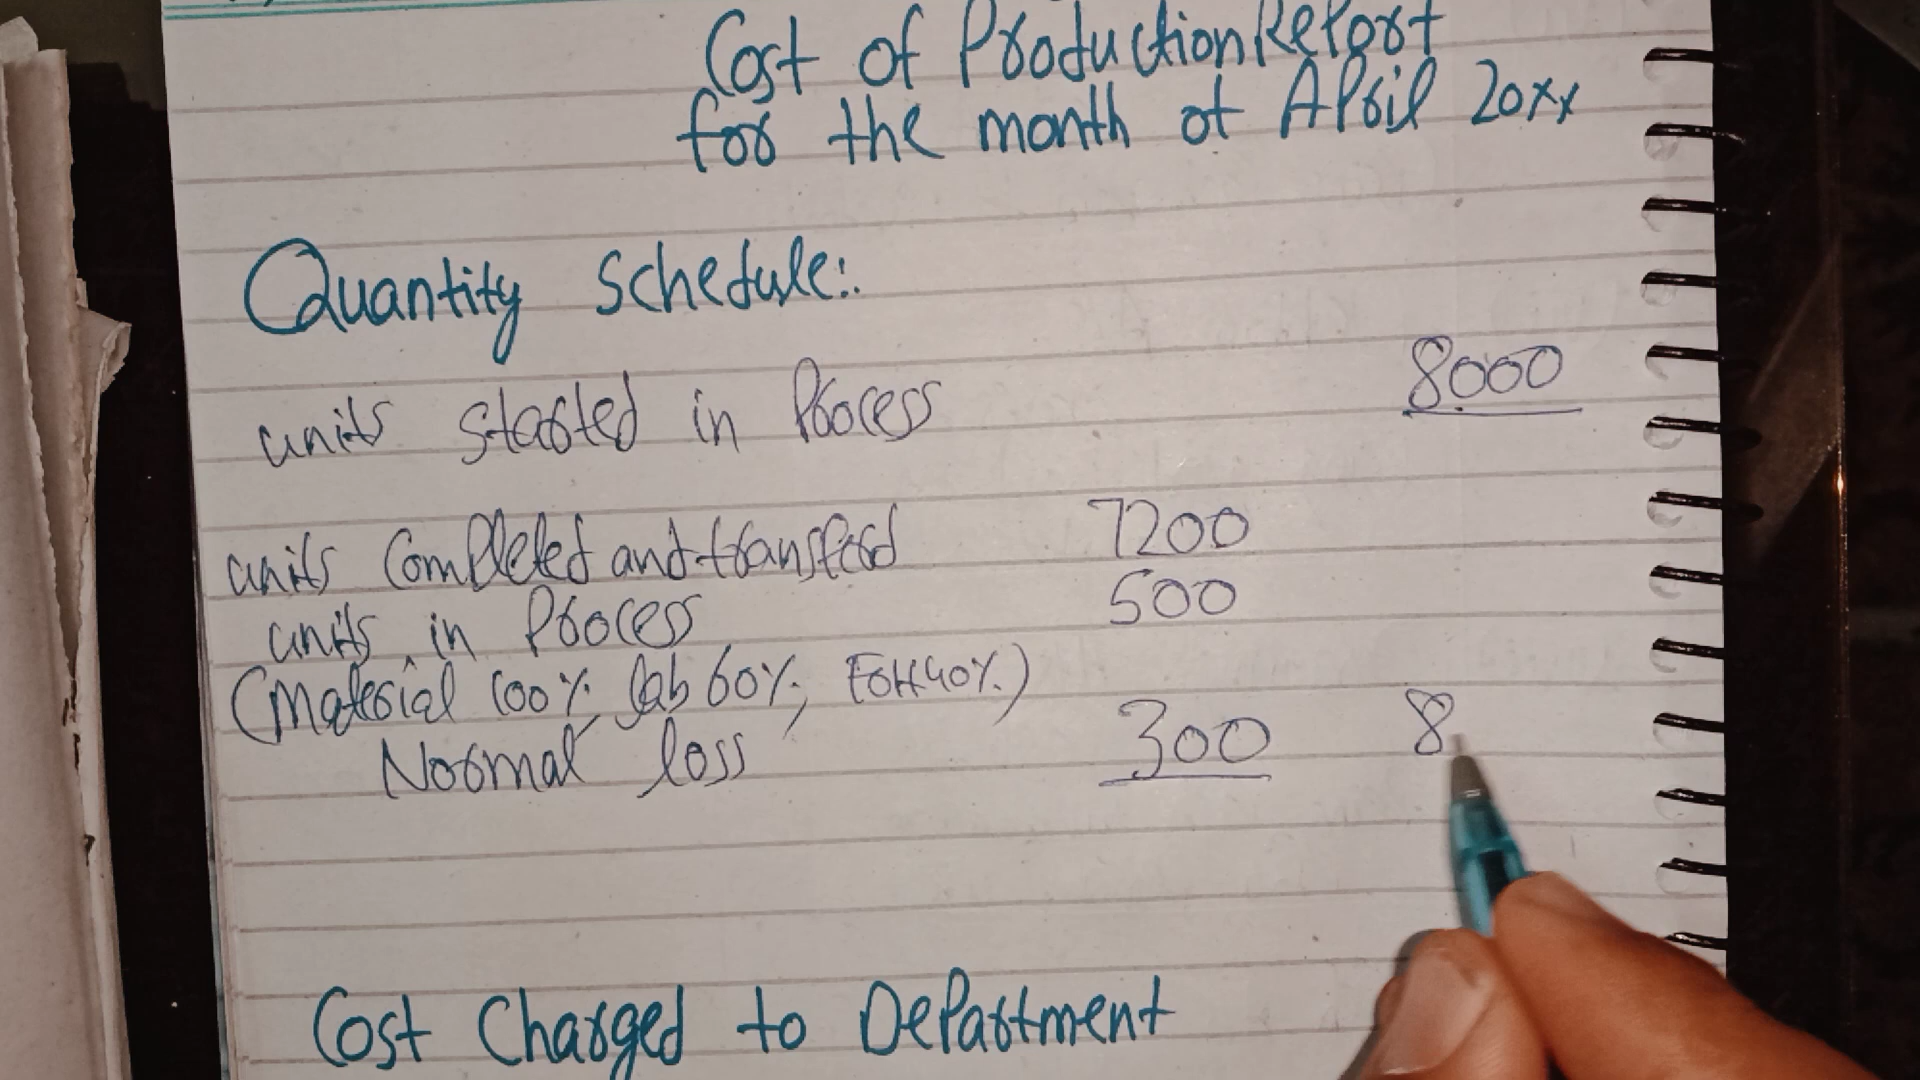 Cost of Production Report
for the month of April 20xx
Quantity Schedule:.
units started in Process 8000
units Completed and transferd 7200
units in Process 500
(Material 100% lab 60%, FOH 40%)
Normal loss 300 8
Cost Charged to Department